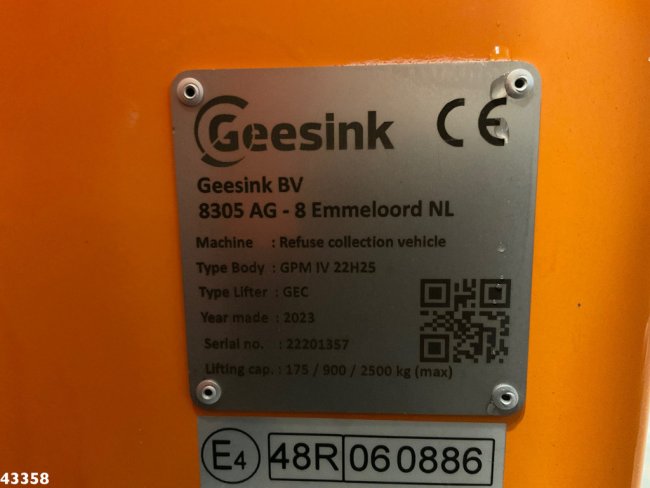 Geesink CE
Geesink BV
8305 AG - 8 Emmeloord NL
Machine : Refuse collection vehicle
Type Body : GPM IV 22H25
Type Lifter : GEC
Year made : 2023
Serial no. : 22201357
Lifting cap. : 175 / 900 / 2500 kg (max)
E4 48R 060886
43358